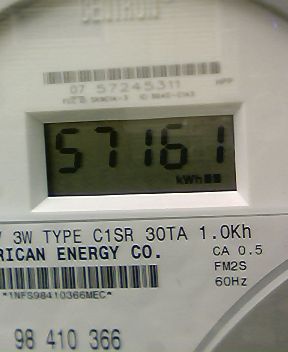 CENTRON
07 57245311
57161
kWh
3W TYPE C1SR 30TA 1.0Kh
RICAN ENERGY CO.
CA 0.5
FM2S
60Hz
*1NFS98410366MEC*
98 410 366